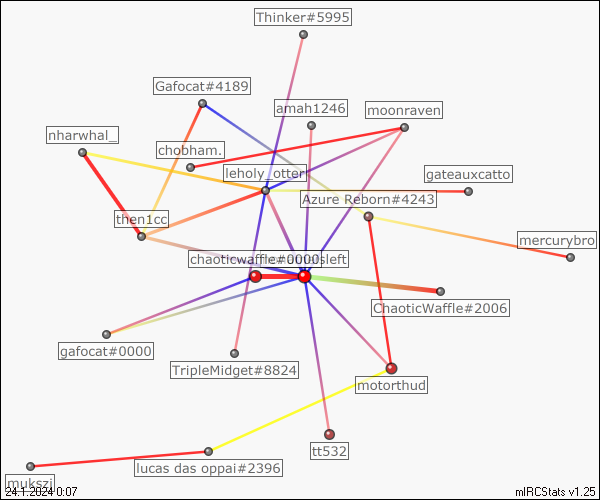 Thinker#5995
Gafocat#4189
amah1246
moonraven
nharwhal_
chobham.
leholy_otter
gateauxcatto
Azure Reborn#4243
then1cc
mercurybro
chaoticwaffle#0000
ChaoticWaffle#2006
gafocat#0000
TripleMidget#8824
motorthud
tt532
lucas das oppai#2396
mukszi
24.1.2024 0:07
mIRCStats v1.25